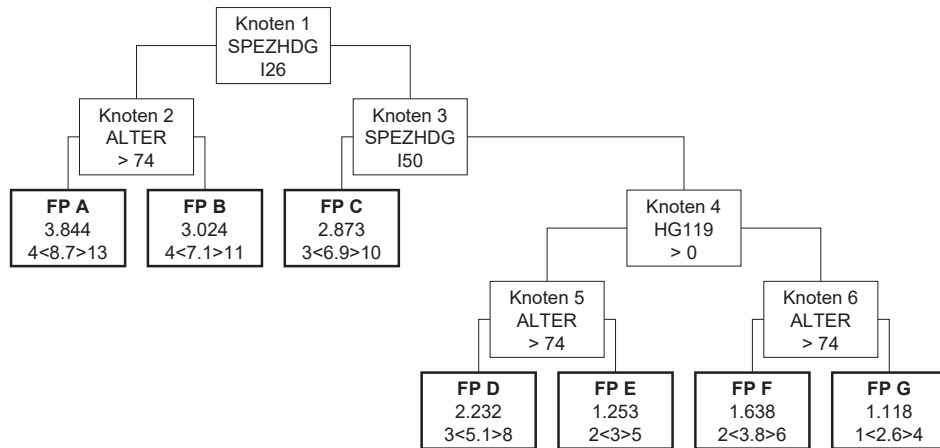 Knoten 1
SPEZHDG
I26
Knoten 2
ALTER
> 74
Knoten 3
SPEZHDG
I50
FP A
3.844
4<8.7>13
FP B
3.024
4<7.1>11
FP C
2.873
3<6.9>10
Knoten 4
HG119
> 0
Knoten 5
ALTER
> 74
Knoten 6
ALTER
> 74
FP D
2.232
3<5.1>8
FP E
1.253
2<3>5
FP F
1.638
2<3.8>6
FP G
1.118
1<2.6>4